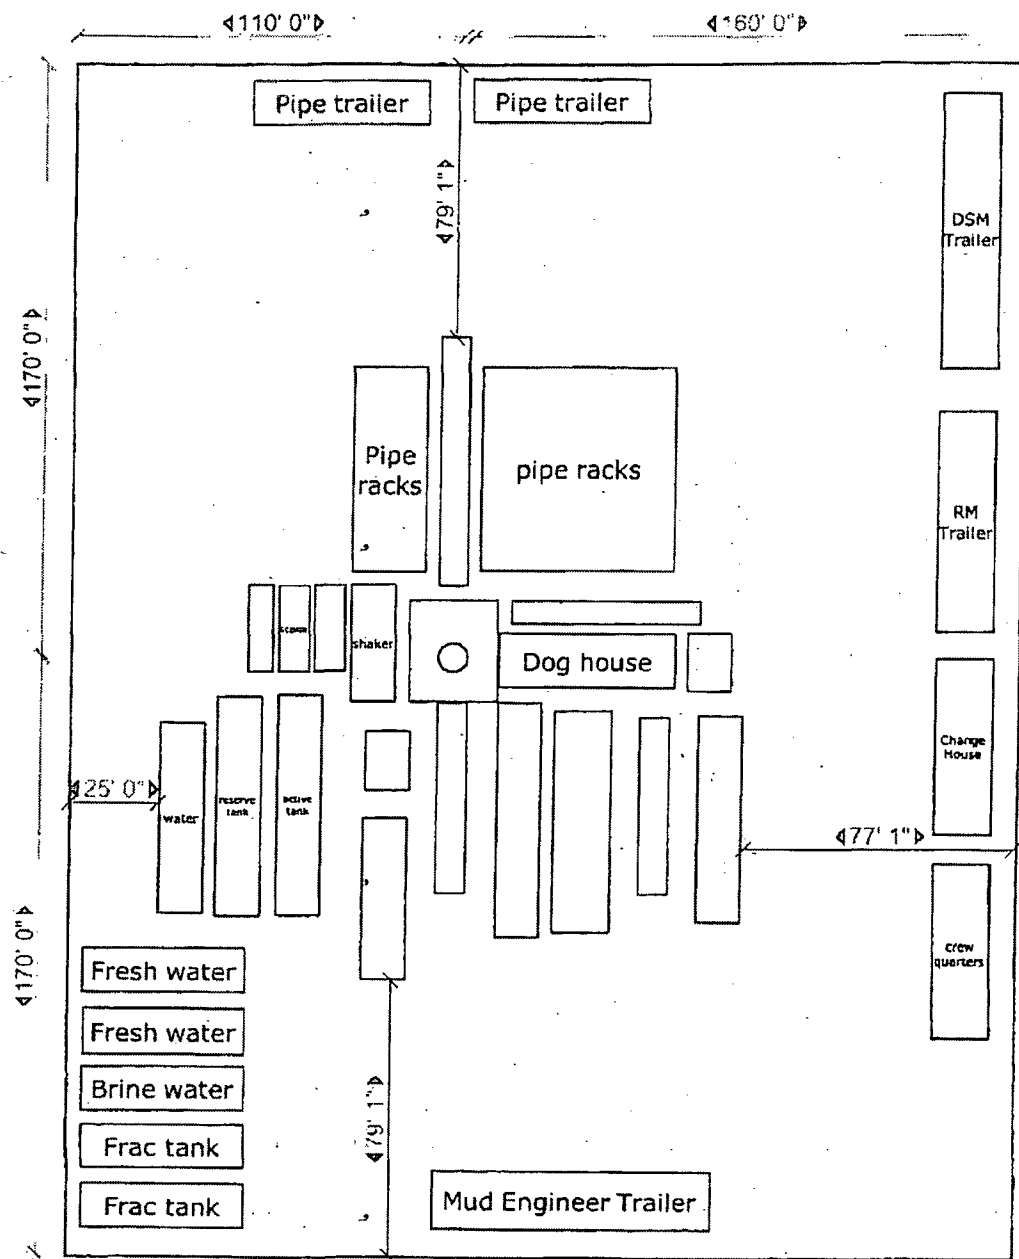 110' 0"
160' 0"
Pipe trailer
Pipe trailer
79' 1"
DSM
Trailer
170' 0"
Pipe
racks
pipe racks
RM
Trailer
shaker
Dog house
Change
House
25' 0"
water
reserve
tank
active
tank
77' 1"
170' 0"
crew
quarters
Fresh water
Fresh water
Brine water
79' 1"
Frac tank
Frac tank
Mud Engineer Trailer